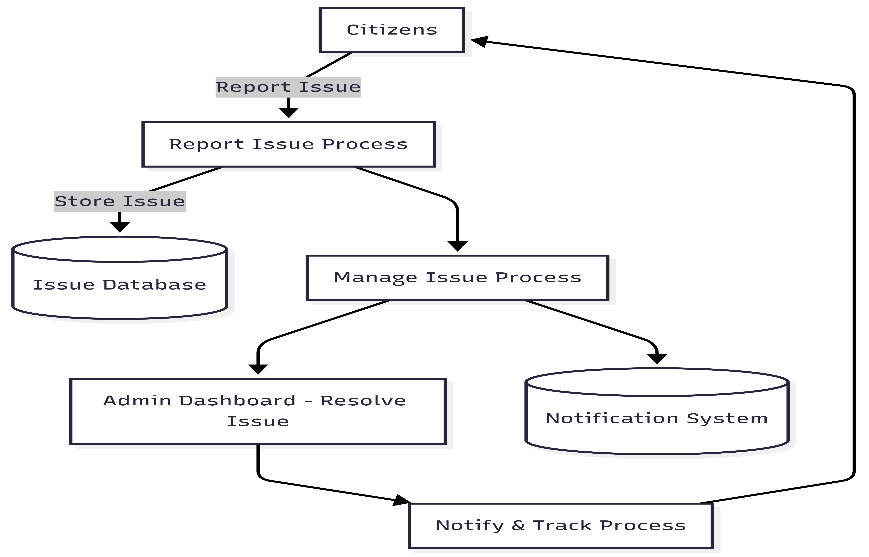 Citizens
Report Issue
Report Issue Process
Store Issue
Issue Database
Manage Issue Process
Admin Dashboard - Resolve
Issue
Notification System
Notify & Track Process